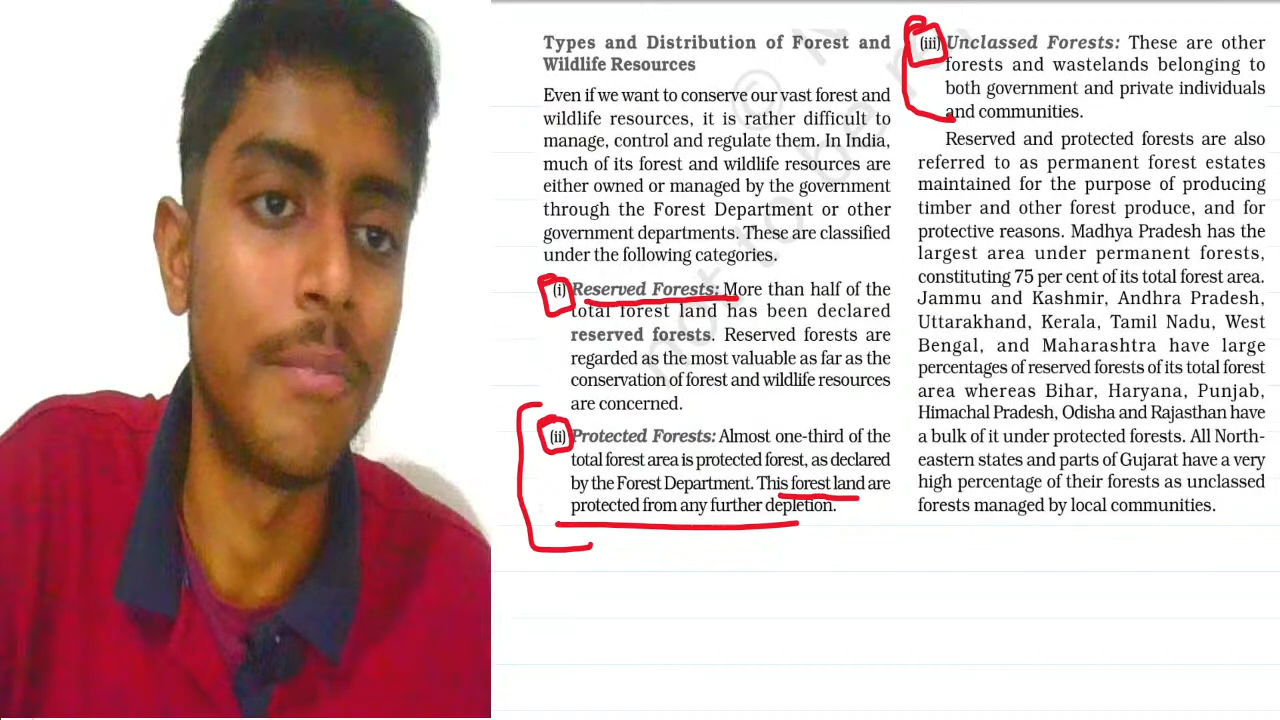 Types and Distribution of Forest and
Wildlife Resources
Even if we want to conserve our vast forest and
wildlife resources, it is rather difficult to
manage, control and regulate them. In India,
much of its forest and wildlife resources are
either owned or managed by the government
through the Forest Department or other
government departments. These are classified
under the following categories.
(i) Reserved Forests: More than half of the
total forest land has been declared
reserved forests. Reserved forests are
regarded as the most valuable as far as the
conservation of forest and wildlife resources
are concerned.
(ii) Protected Forests: Almost one-third of the
total forest area is protected forest, as declared
by the Forest Department. This forest land are
protected from any further depletion.
(iii) Unclassed Forests: These are other
forests and wastelands belonging to
both government and private individuals
and communities.
Reserved and protected forests are also
referred to as permanent forest estates
maintained for the purpose of producing
timber and other forest produce, and for
protective reasons. Madhya Pradesh has the
largest area under permanent forests,
constituting 75 per cent of its total forest area.
Jammu and Kashmir, Andhra Pradesh,
Uttarakhand, Kerala, Tamil Nadu, West
Bengal, and Maharashtra have large
percentages of reserved forests of its total forest
area whereas Bihar, Haryana, Punjab,
Himachal Pradesh, Odisha and Rajasthan have
a bulk of it under protected forests. All North-
eastern states and parts of Gujarat have a very
high percentage of their forests as unclassed
forests managed by local communities.